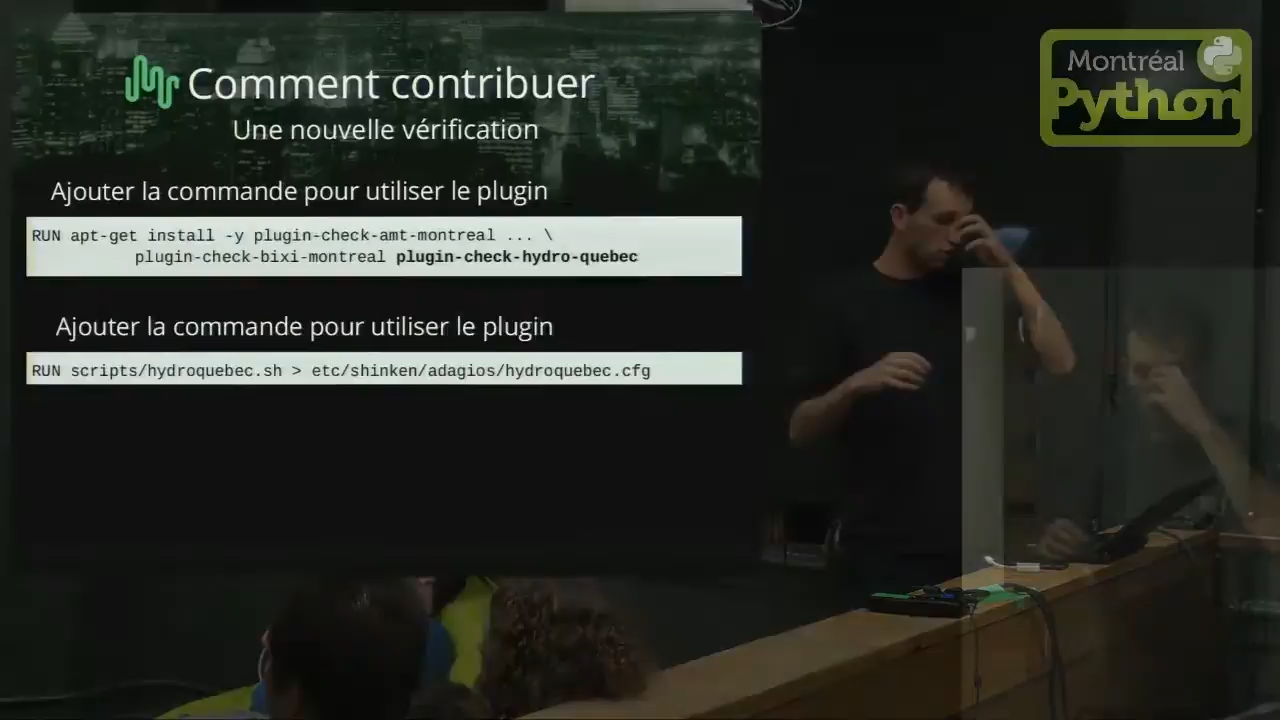 Comment contribuer
Une nouvelle vérification
Ajouter la commande pour utiliser le plugin
RUN apt-get install -y plugin-check-amt-montreal ... \
plugin-check-bixi-montreal plugin-check-hydro-quebec
Ajouter la commande pour utiliser le plugin
RUN scripts/hydroquebec.sh > etc/shinken/adagios/hydroquebec.cfg
Montréal
Python